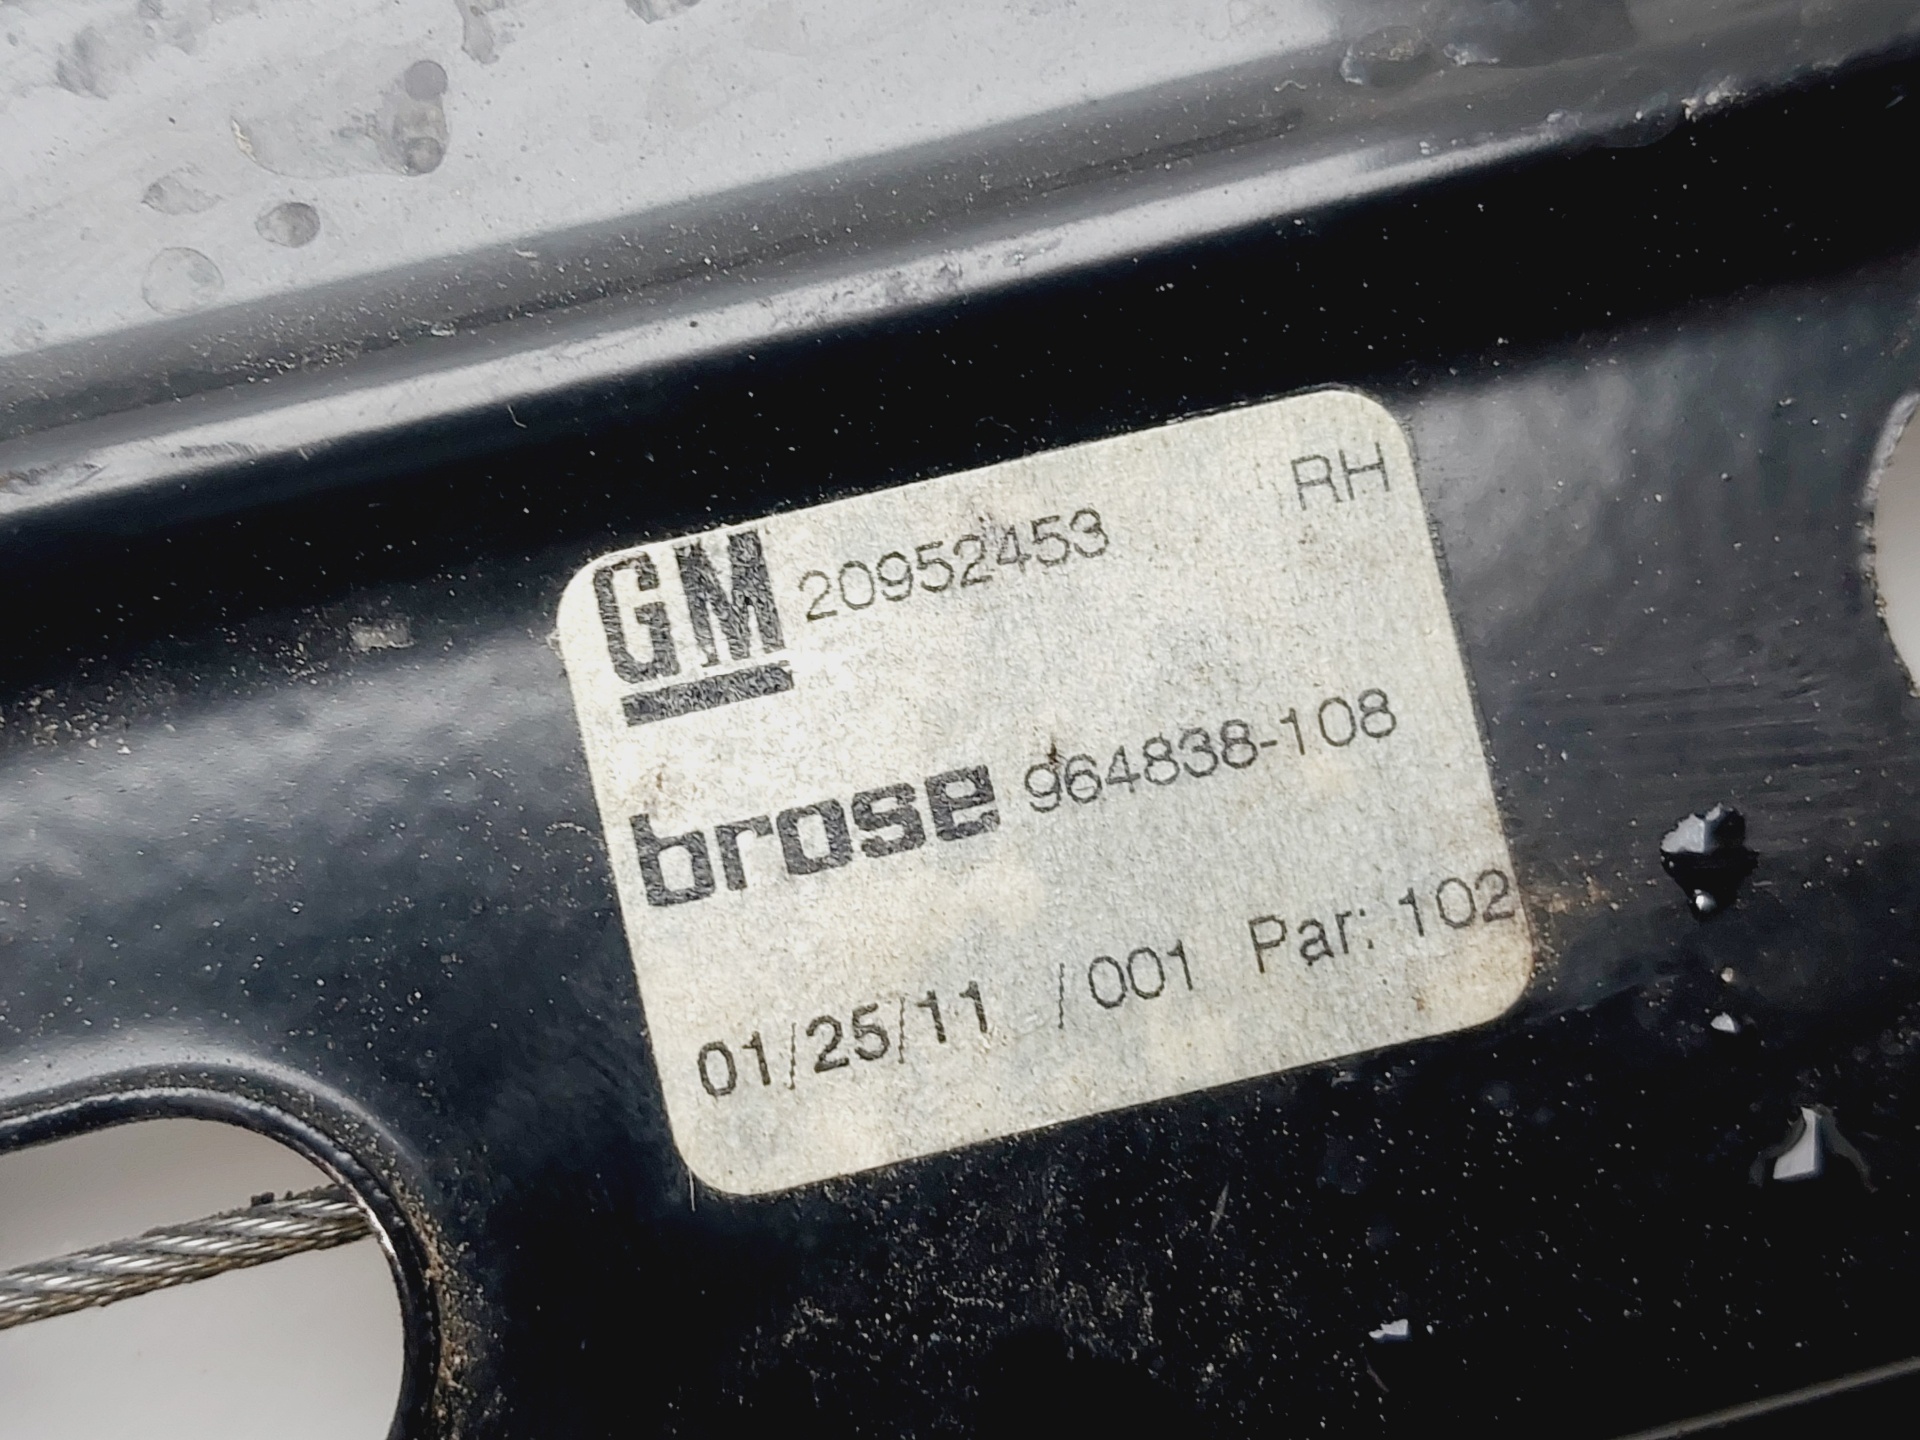 GM 20952453 RH
brose 964838-108
01/25/11 /001 Par: 102